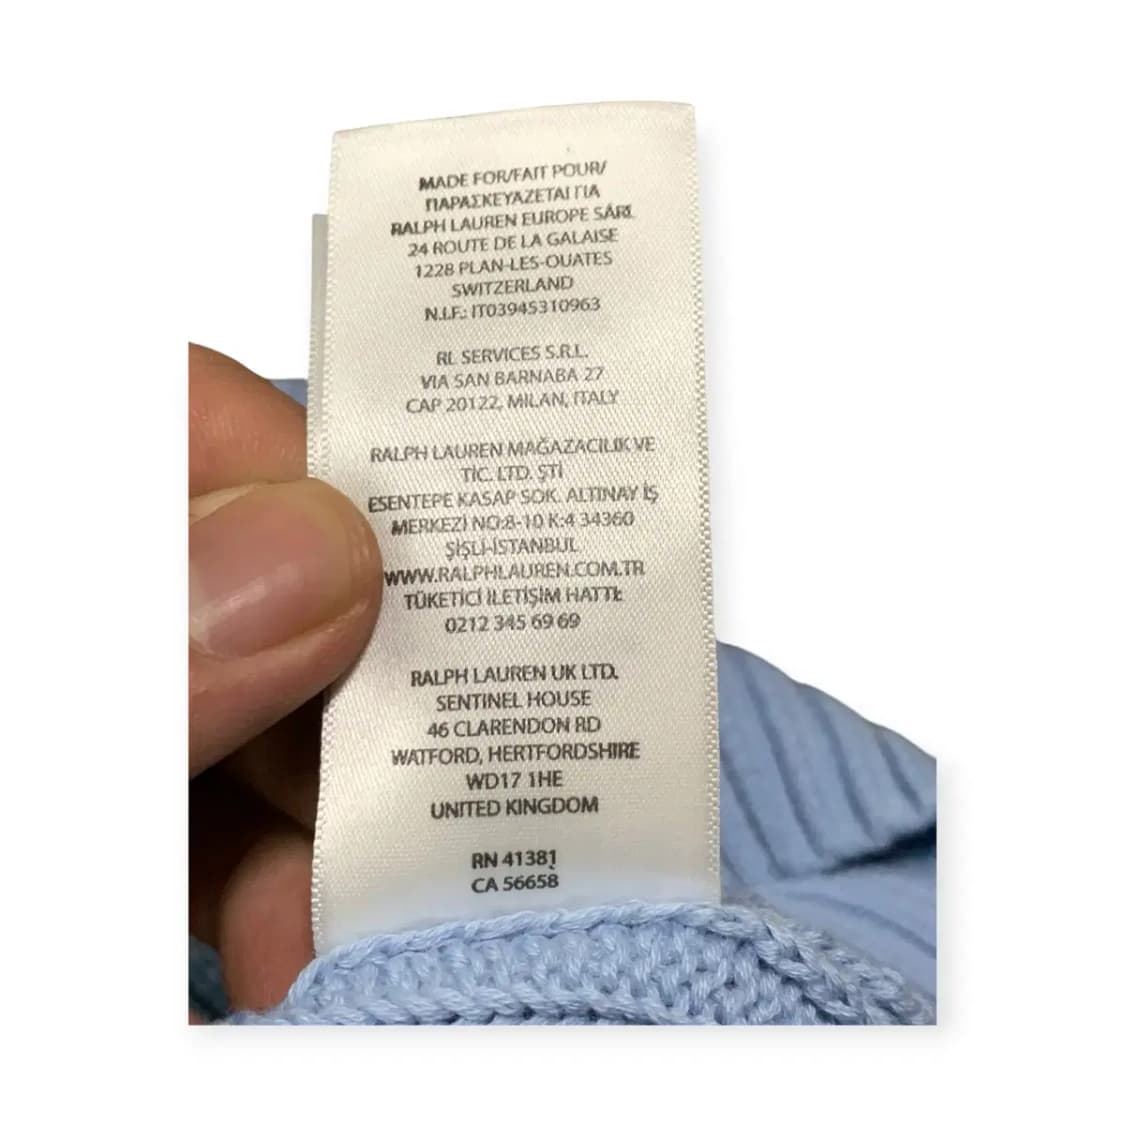 MADE FOR/FAIT POUR/
ΠΑΡΑΣΚΕΥΑΖΕΤΑΙ ΓΙΑ
RALPH LAUREN EUROPE SÁRL
24 ROUTE DE LA GALAISE
1228 PLAN-LES-OUATES
SWITZERLAND
N.I.F.: IT03945310963
RL SERVICES S.R.L.
VIA SAN BARNABA 27
CAP 20122, MILAN, ITALY
RALPH LAUREN MAĞAZACILIK VE
TİC. LTD. ŞTİ
ESENTEPE KASAP SOK. ALTINAY İŞ
MERKEZİ NO:8-10 K:4 34360
ŞİŞLİ-İSTANBUL
WWW.RALPHLAUREN.COM.TR
TÜKETİCİ İLETİŞİM HATTI:
0212 345 69 69
RALPH LAUREN UK LTD.
SENTINEL HOUSE
46 CLARENDON RD
WATFORD, HERTFORDSHIRE
WD17 1HE
UNITED KINGDOM
RN 41381
CA 56658